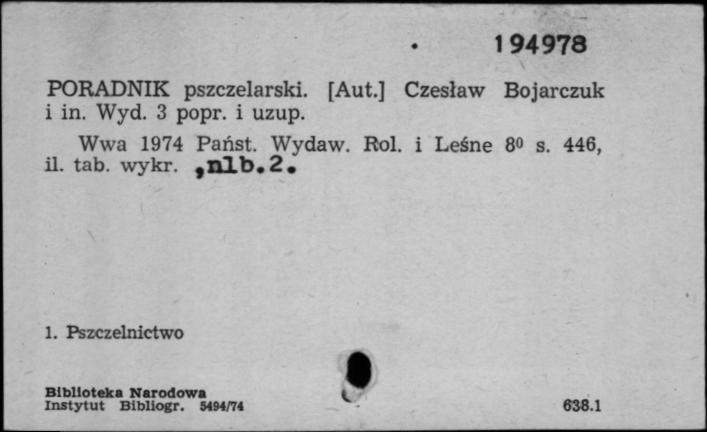 194978
PORADNIK pszczelarski. [Aut.] Czesław Bojarczuk
i in. Wyd. 3 popr. i uzup.
Wwa 1974 Państ. Wydaw. Rol. i Leśne 8⁰ s. 446,
il. tab. wykr. ,nlb.2.
1. Pszczelnictwo
Biblioteka Narodowa
Instytut Bibliogr. 5494/74
638.1